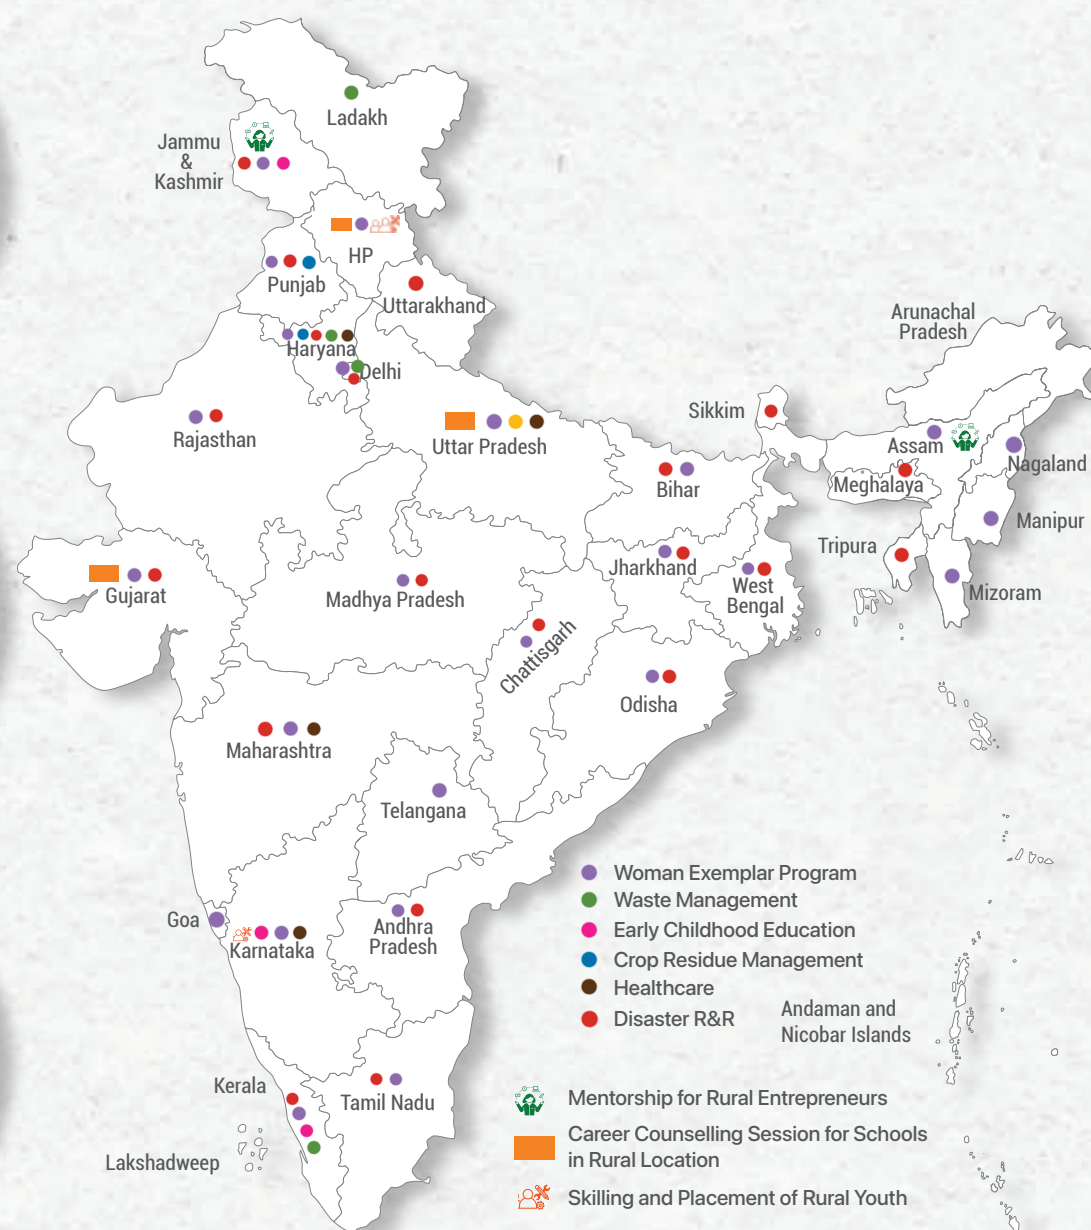 Ladakh
Jammu
&
Kashmir
HP
Punjab
Uttarakhand
Haryana
Delhi
Arunachal
Pradesh
Rajasthan
Uttar Pradesh
Sikkim
Assam
Nagaland
Bihar
Meghalaya
Manipur
Tripura
Mizoram
Gujarat
Madhya Pradesh
Jharkhand
West
Bengal
Chattisgarh
Odisha
Maharashtra
Telangana
Goa
Karnataka
Andhra
Pradesh
Kerala
Tamil Nadu
Lakshadweep
Woman Exemplar Program
Waste Management
Early Childhood Education
Crop Residue Management
Healthcare
Disaster R&R
Andaman and
Nicobar Islands
Mentorship for Rural Entrepreneurs
Career Counselling Session for Schools
in Rural Location
Skilling and Placement of Rural Youth